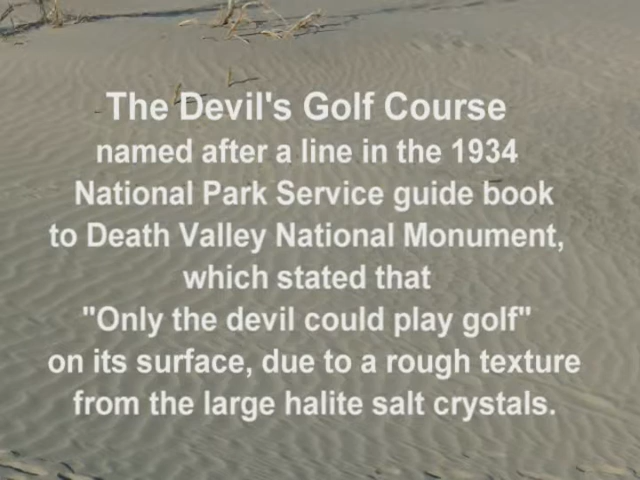 The Devil's Golf Course
named after a line in the 1934
National Park Service guide book
to Death Valley National Monument,
which stated that
"Only the devil could play golf"
on its surface, due to a rough texture
from the large halite salt crystals.